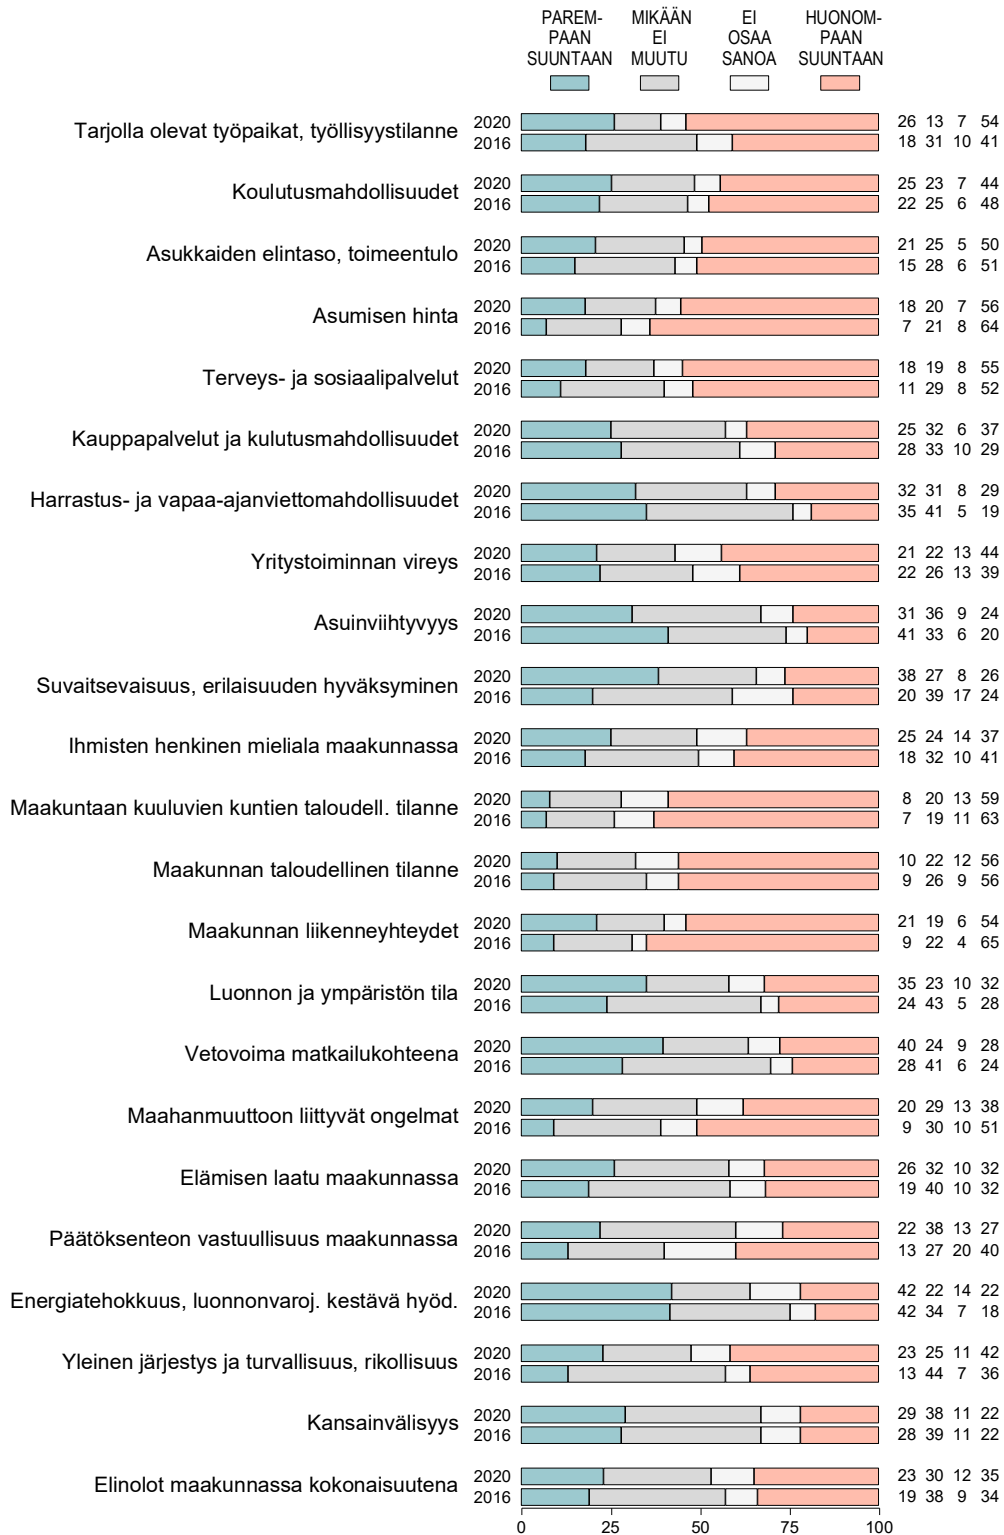 PAREM- MIKÄÄN EI HUONOM-
PAAN EI OSAA PAAN
SUUNTAAN MUUTU SANOA SUUNTAAN
Tarjolla olevat työpaikat, työllisyystilanne
2020 26 13 7 54
2016 18 31 10 41
Koulutusmahdollisuudet
2020 25 23 7 44
2016 22 25 6 48
Asukkaiden elintaso, toimeentulo
2020 21 25 5 50
2016 15 28 6 51
Asumisen hinta
2020 18 20 7 56
2016 7 21 8 64
Terveys- ja sosiaalipalvelut
2020 18 19 8 55
2016 11 29 8 52
Kauppapalvelut ja kulutusmahdollisuudet
2020 25 32 6 37
2016 28 33 10 29
Harrastus- ja vapaa-ajanviettomahdollisuudet
2020 32 31 8 29
2016 35 41 5 19
Yritystoiminnan vireys
2020 21 22 13 44
2016 22 26 13 39
Asuinviihtyvyys
2020 31 36 9 24
2016 41 33 6 20
Suvaitsevaisuus, erilaisuuden hyväksyminen
2020 38 27 8 26
2016 20 39 17 24
Ihmisten henkinen mieliala maakunnassa
2020 25 24 14 37
2016 18 32 10 41
Maakuntaan kuuluvien kuntien taloudell. tilanne
2020 8 20 13 59
2016 7 19 11 63
Maakunnan taloudellinen tilanne
2020 10 22 12 56
2016 9 26 9 56
Maakunnan liikenneyhteydet
2020 21 19 6 54
2016 9 22 4 65
Luonnon ja ympäristön tila
2020 35 23 10 32
2016 24 43 5 28
Vetovoima matkailukohteena
2020 40 24 9 28
2016 28 41 6 24
Maahanmuuttoon liittyvät ongelmat
2020 20 29 13 38
2016 9 30 10 51
Elämisen laatu maakunnassa
2020 26 32 10 32
2016 19 40 10 32
Päätöksenteon vastuullisuus maakunnassa
2020 22 38 13 27
2016 13 27 20 40
Energiatehokkuus, luonnonvaroj. kestävä hyöd.
2020 42 22 14 22
2016 42 34 7 18
Yleinen järjestys ja turvallisuus, rikollisuus
2020 23 25 11 42
2016 13 44 7 36
Kansainvälisyys
2020 29 38 11 22
2016 28 39 11 22
Elinolot maakunnassa kokonaisuutena
2020 23 30 12 35
2016 19 38 9 34
0 25 50 75 100